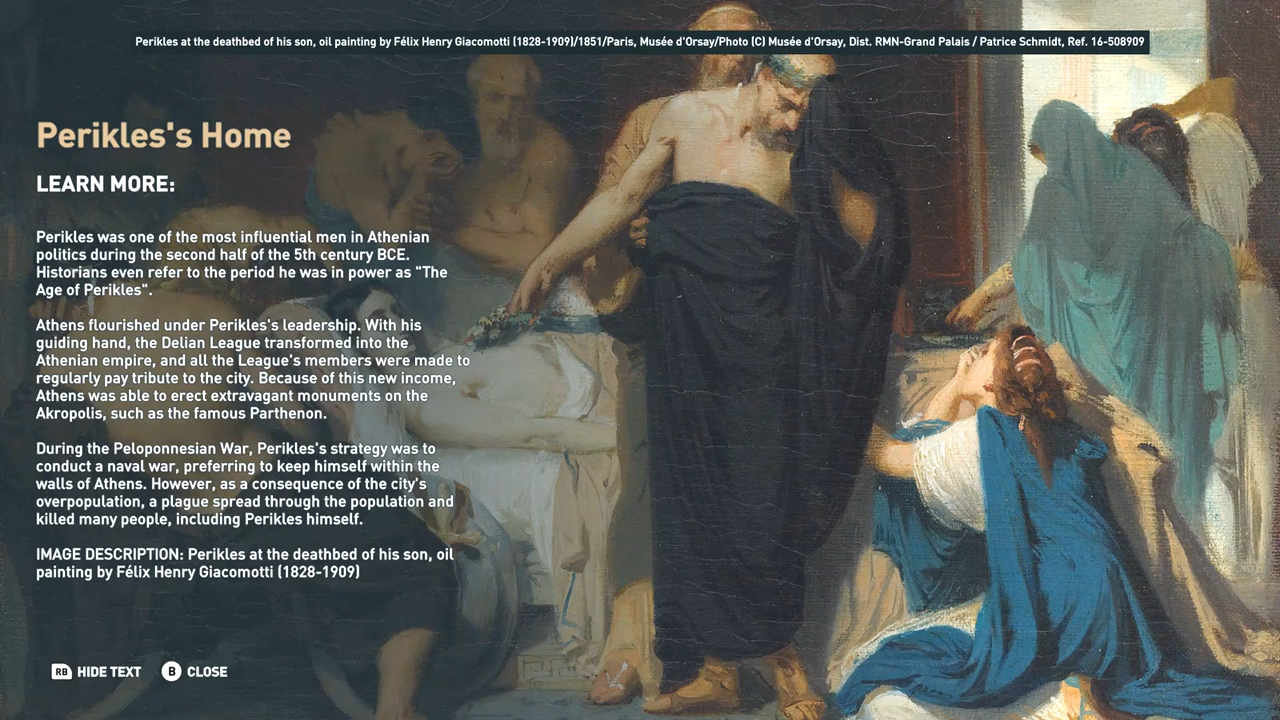 Perikles at the deathbed of his son, oil painting by Félix Henry Giacomotti (1828-1909)/1851/Paris, Musée d'Orsay/Photo (C) Musée d'Orsay, Dist. RMN-Grand Palais / Patrice Schmidt, Ref. 16-508909
Perikles's Home
LEARN MORE:
Perikles was one of the most influential men in Athenian
politics during the second half of the 5th century BCE.
Historians even refer to the period he was in power as "The
Age of Perikles".
Athens flourished under Perikles's leadership. With his
guiding hand, the Delian League transformed into the
Athenian empire, and all the League's members were made to
regularly pay tribute to the city. Because of this new income,
Athens was able to erect extravagant monuments on the
Akropolis, such as the famous Parthenon.
During the Peloponnesian War, Perikles's strategy was to
conduct a naval war, preferring to keep himself within the
walls of Athens. However, as a consequence of the city's
overpopulation, a plague spread through the population and
killed many people, including Perikles himself.
IMAGE DESCRIPTION: Perikles at the deathbed of his son, oil
painting by Félix Henry Giacomotti (1828-1909)
RB HIDE TEXT B CLOSE